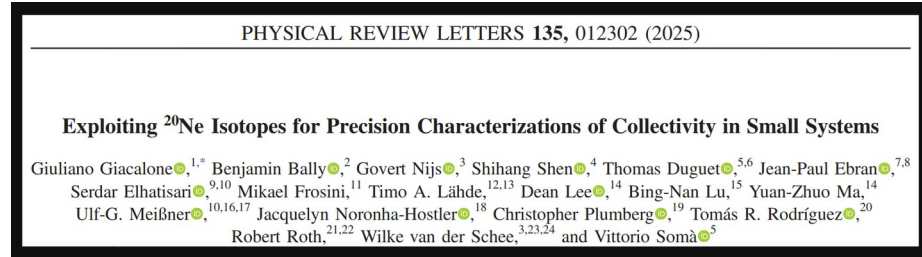 PHYSICAL REVIEW LETTERS 135, 012302 (2025)
Exploiting ²⁰Ne Isotopes for Precision Characterizations of Collectivity in Small Systems
Giuliano Giacalone,¹,* Benjamin Bally,² Govert Nijs,³ Shihang Shen,⁴ Thomas Duguet,⁵,⁶ Jean-Paul Ebran,⁷,⁸
Serdar Elhatisari,⁹,¹⁰ Mikael Frosini,¹¹ Timo A. Lähde,¹²,¹³ Dean Lee,¹⁴ Bing-Nan Lu,¹⁵ Yuan-Zhuo Ma,¹⁴
Ulf-G. Meißner,¹⁰,¹⁶,¹⁷ Jacquelyn Noronha-Hostler,¹⁸ Christopher Plumberg,¹⁹ Tomás R. Rodríguez,²⁰
Robert Roth,²¹,²² Wilke van der Schee,³,²³,²⁴ and Vittorio Somà⁵